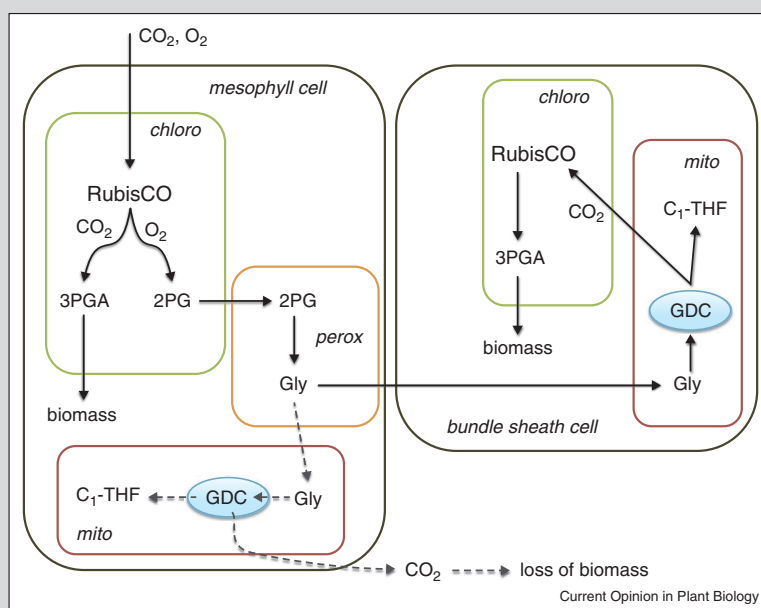 CO₂, O₂
mesophyll cell
chloro
RubisCO
CO₂ O₂
3PGA 2PG
2PG
perox
Gly
biomass
C₁-THF GDC Gly
mito
CO₂ loss of biomass
chloro
RubisCO
CO₂
3PGA
biomass
mito
C₁-THF
GDC
Gly
bundle sheath cell
Current Opinion in Plant Biology